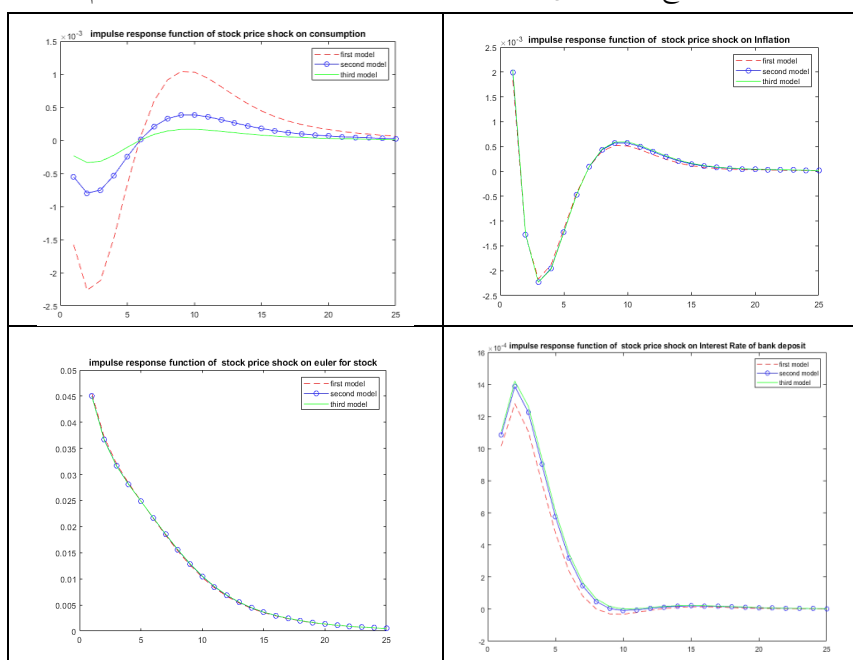 impulse response function of stock price shock on consumption
×10⁻³
1.5
1
0.5
0
-0.5
-1
-1.5
-2
-2.5
0 5 10 15 20 25
first model
second model
third model
impulse response function of stock price shock on Inflation
×10⁻³
2.5
2
1.5
1
0.5
0
-0.5
-1
-1.5
-2
-2.5
0 5 10 15 20 25
first model
second model
third model
impulse response function of stock price shock on euler for stock
0.05
0.045
0.04
0.035
0.03
0.025
0.02
0.015
0.01
0.005
0
0 5 10 15 20 25
first model
second model
third model
impulse response function of stock price shock on Interest Rate of bank deposit
×10⁻⁴
16
14
12
10
8
6
4
2
0
-2
0 5 10 15 20 25
first model
second model
third model